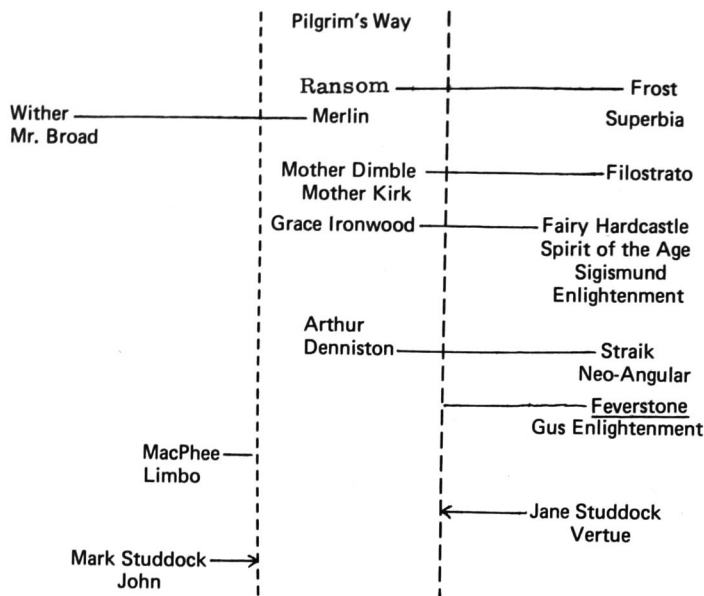 Pilgrim's Way
Ransom
Frost
Wither
Merlin
Superbia
Mr. Broad
Mother Dimble
Filostrato
Mother Kirk
Grace Ironwood
Fairy Hardcastle
Spirit of the Age
Sigismund
Enlightenment
Arthur
Denniston
Straik
Neo-Angular
Feverstone
Gus Enlightenment
MacPhee
Limbo
Jane Studdock
Vertue
Mark Studdock
John